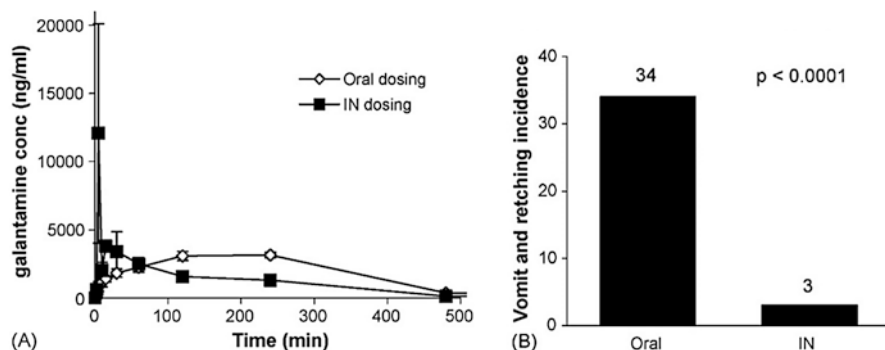 galantamine conc (ng/ml)
20000
15000
10000
5000
0
Oral dosing
IN dosing
0 100 200 300 400 500
Time (min)
(A)
Vomit and retching incidence
40
30
20
10
0
34
p < 0.0001
3
Oral IN
(B)